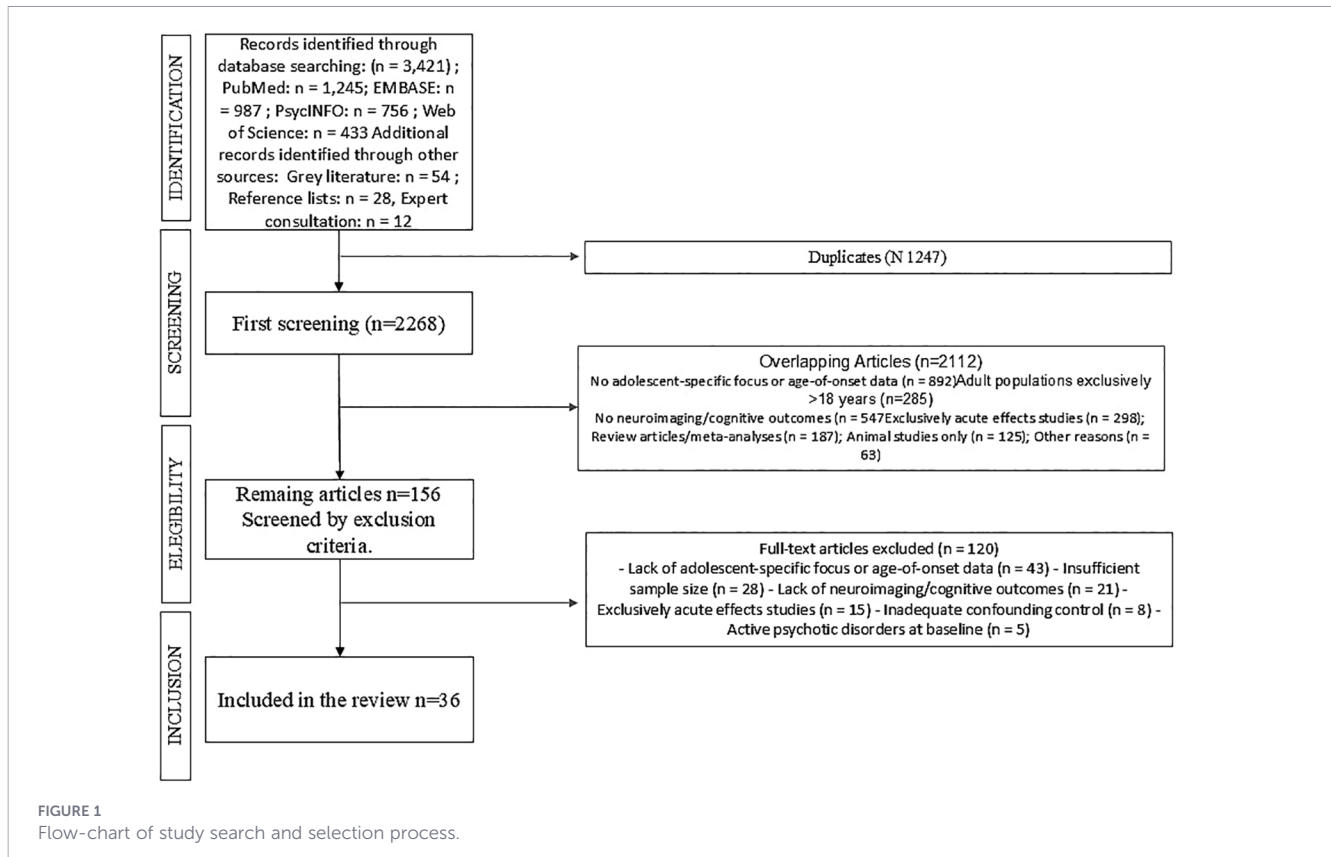 IDENTIFICATION
Records identified through
database searching: (n = 3,421) ;
PubMed: n = 1,245; EMBASE: n
= 987 ; PsycINFO: n = 756 ; Web
of Science: n = 433 Additional
records identified through other
sources: Grey literature: n = 54 ;
Reference lists: n = 28, Expert
consultation: n = 12
SCREENING
Duplicates (N 1247)
First screening (n=2268)
Overlapping Articles (n=2112)
No adolescent-specific focus or age-of-onset data (n = 892)Adult populations exclusively
>18 years (n=285)
No neuroimaging/cognitive outcomes (n = 547Exclusively acute effects studies (n = 298);
Review articles/meta-analyses (n = 187); Animal studies only (n = 125); Other reasons (n =
63)
ELEGIBILITY
Remaing articles n=156
Screened by exclusion
criteria.
Full-text articles excluded (n = 120)
- Lack of adolescent-specific focus or age-of-onset data (n = 43) - Insufficient
sample size (n = 28) - Lack of neuroimaging/cognitive outcomes (n = 21) -
Exclusively acute effects studies (n = 15) - Inadequate confounding control (n = 8) -
Active psychotic disorders at baseline (n = 5)
INCLUSION
Included in the review n=36
FIGURE 1
Flow-chart of study search and selection process.